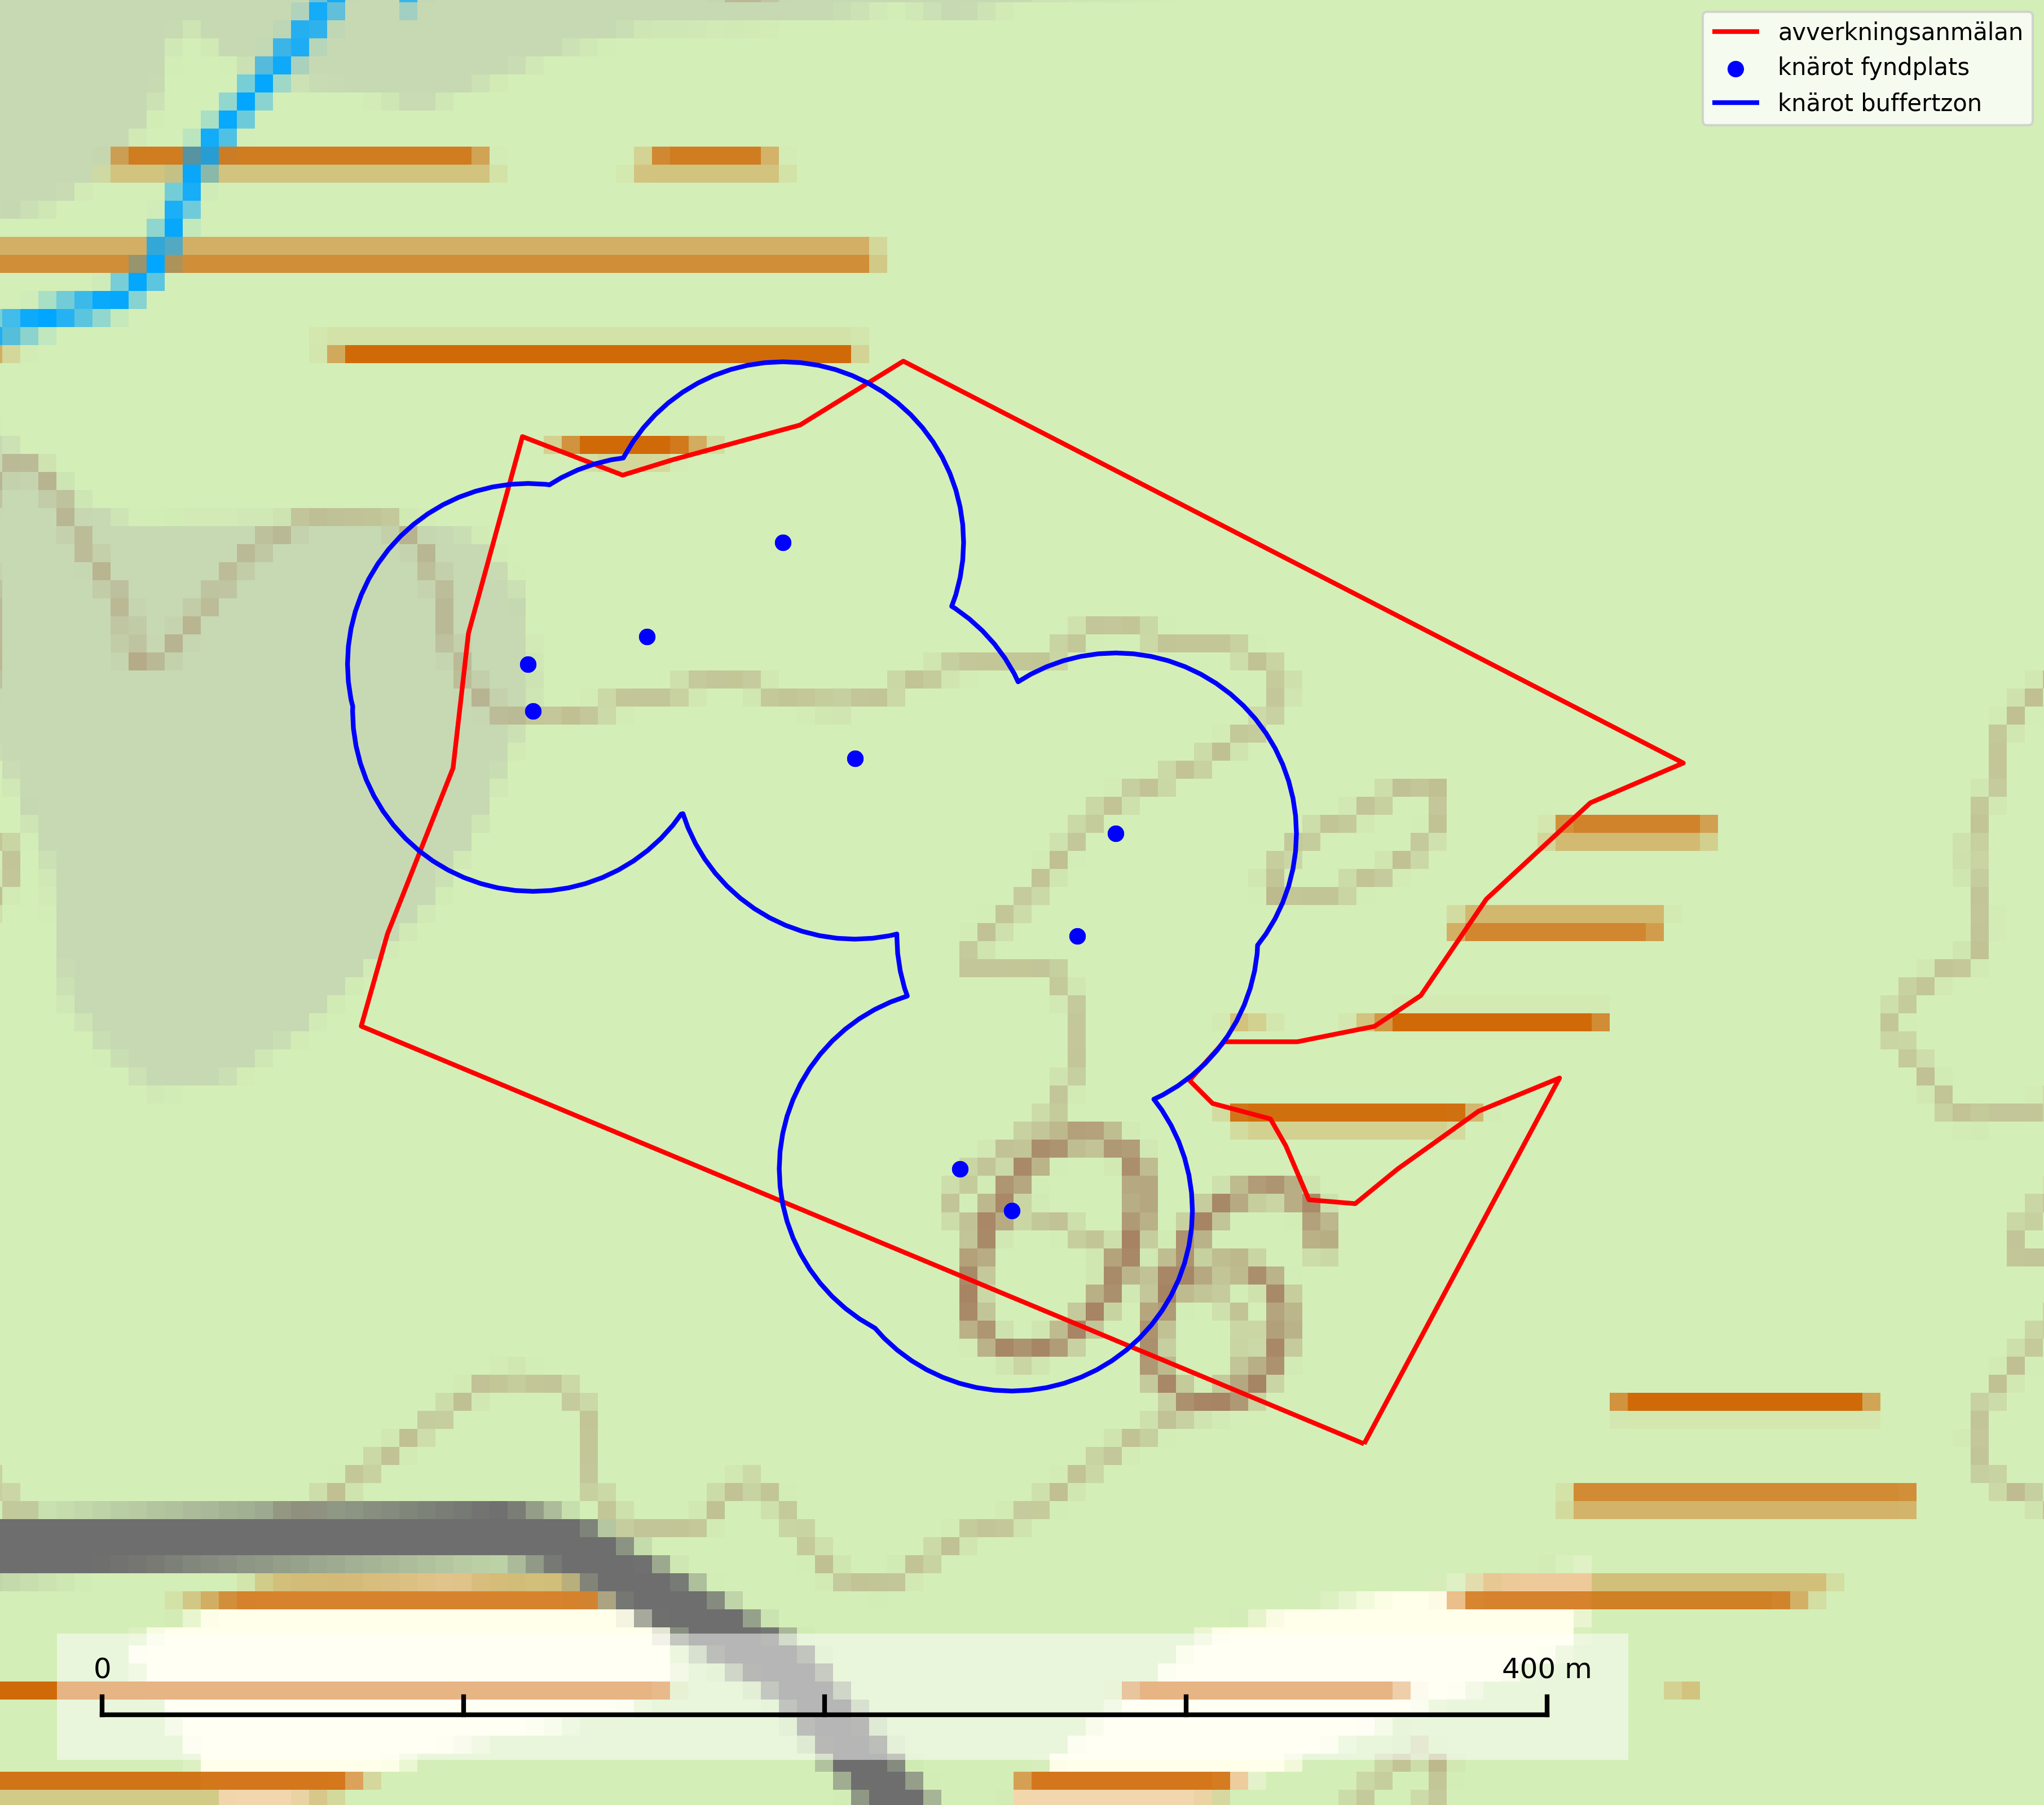 avverkningsanmälan
knärot fyndplats
knärot buffertzon
0 400 m